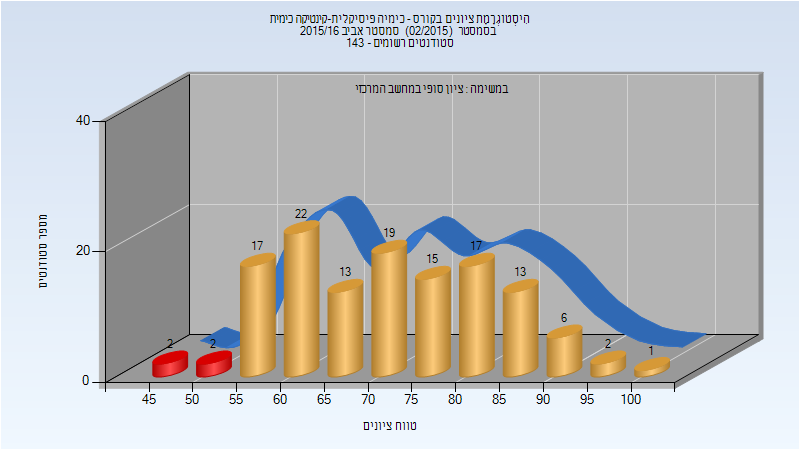 הִיסְטוֹגְרָמַת ציונים בקורס - כימיה פיסיקלית-קינטיקה כימית
בסמסטר (02/2015) סמסטר אביב 2015/16
סטודנטים רשומים - 143
במשימה : ציון סופי במחשב המרכזי
מספר סטודנטים
40
20
0
2
2
17
22
13
19
15
17
13
6
2
1
45 50 55 60 65 70 75 80 85 90 95 100
טווח ציונים